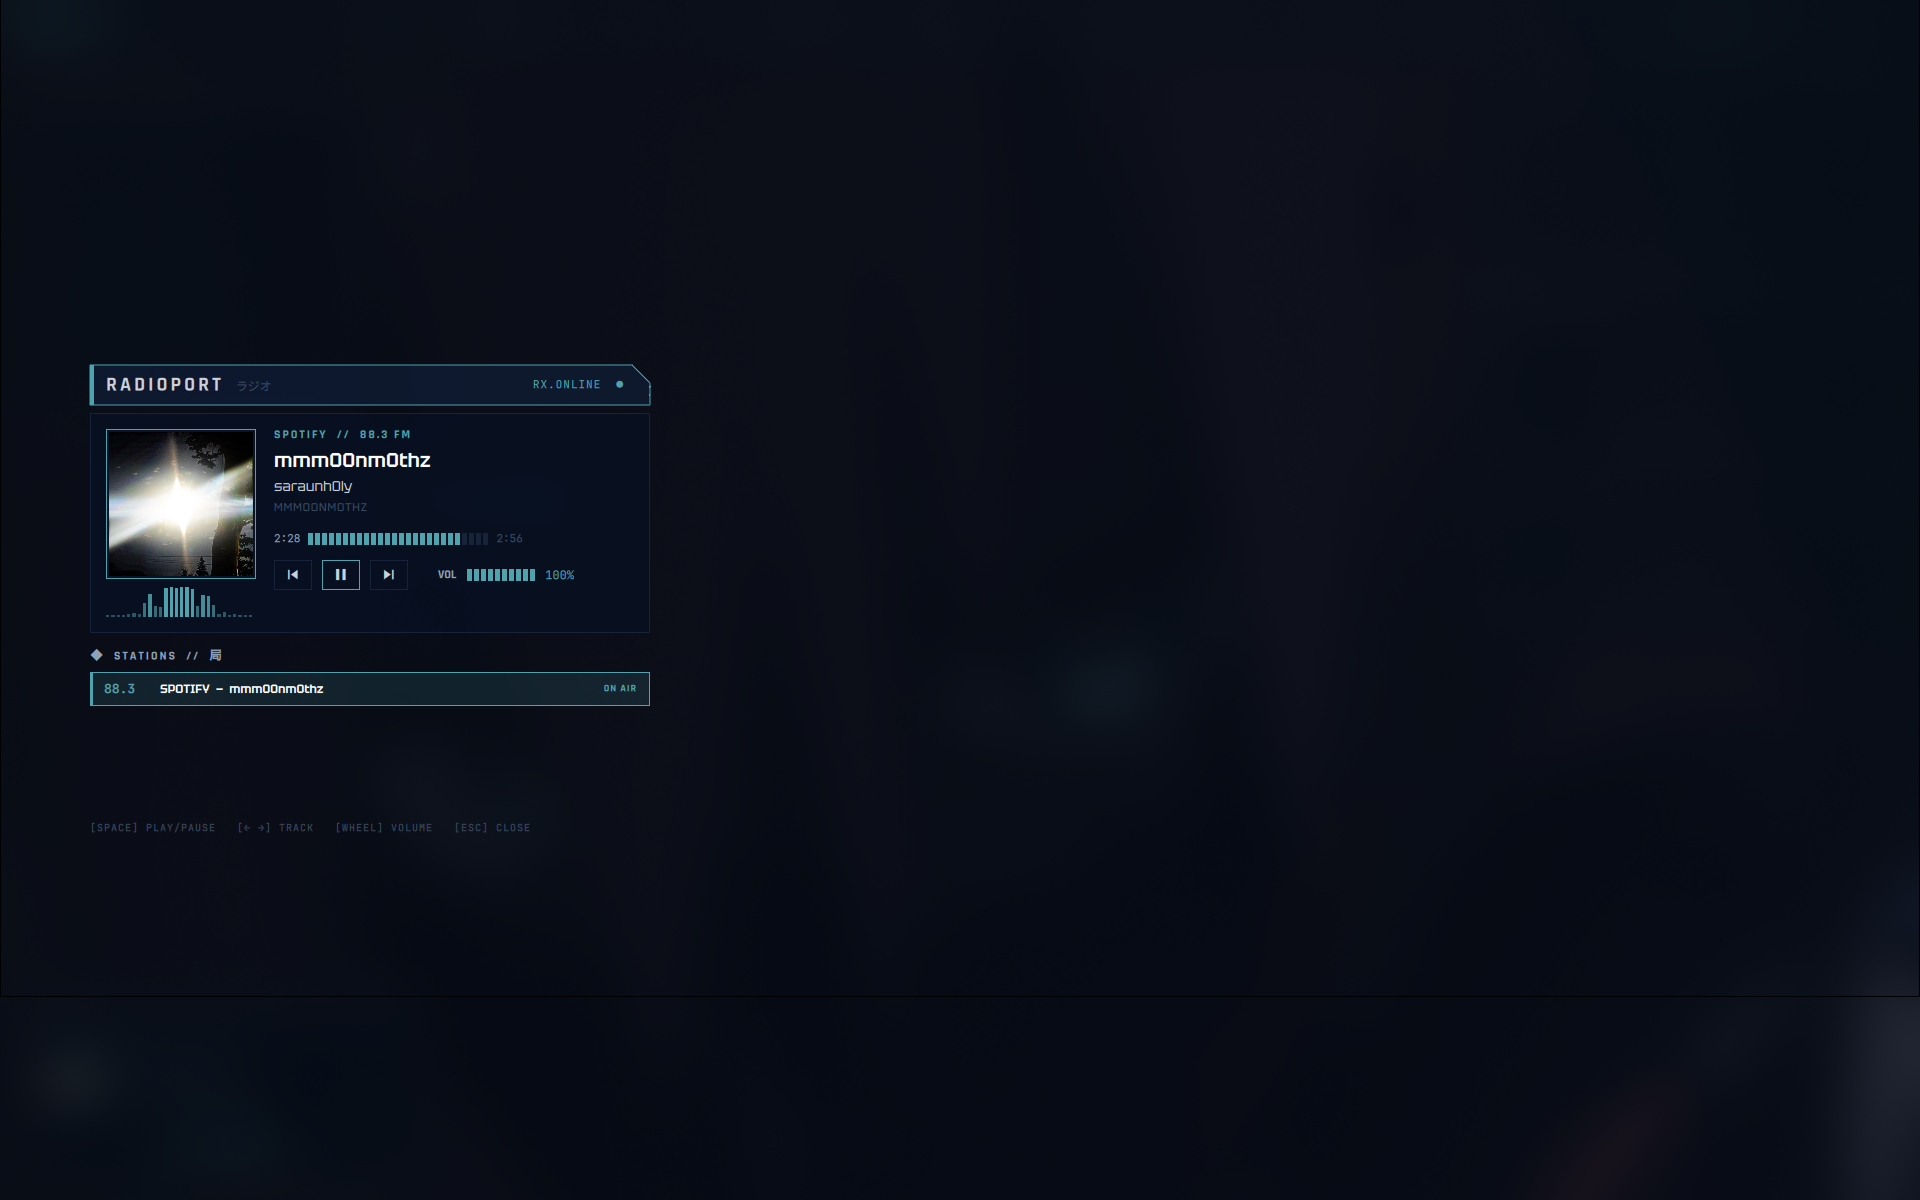 RADIOPORT ラジオ RX.ONLINE
SPOTIFY // 88.3 FM
mmm00nm0thz
saraunh0ly
MMM00NM0THZ
2:28 2:56
VOL 100%
STATIONS // 局
88.3 SPOTIFY - mmm00nm0thz ON AIR
[SPACE] PLAY/PAUSE [← →] TRACK [WHEEL] VOLUME [ESC] CLOSE